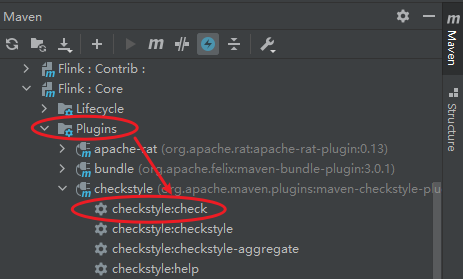 Maven
Flink : Contrib :
Flink : Core
Lifecycle
Plugins
apache-rat (org.apache.rat:apache-rat-plugin:0.13)
bundle (org.apache.felix:maven-bundle-plugin:3.0.1)
checkstyle (org.apache.maven.plugins:maven-checkstyle-plu
checkstyle:check
checkstyle:checkstyle
checkstyle:checkstyle-aggregate
checkstyle:help
Maven
Structure